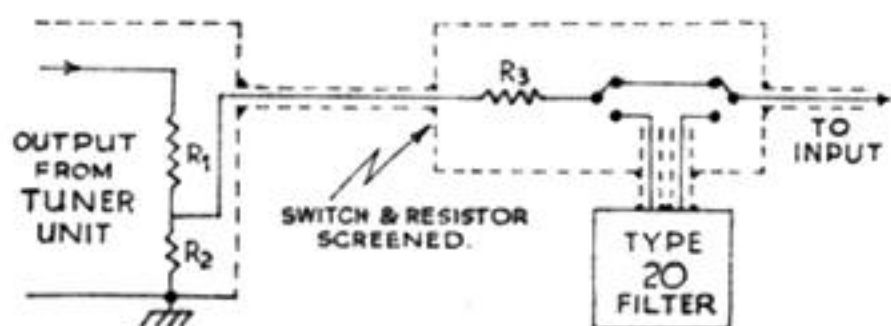 OUTPUT
FROM
TUNER
UNIT
R1
R2
R3
SWITCH & RESISTOR
SCREENED.
TO
INPUT
TYPE
20
FILTER